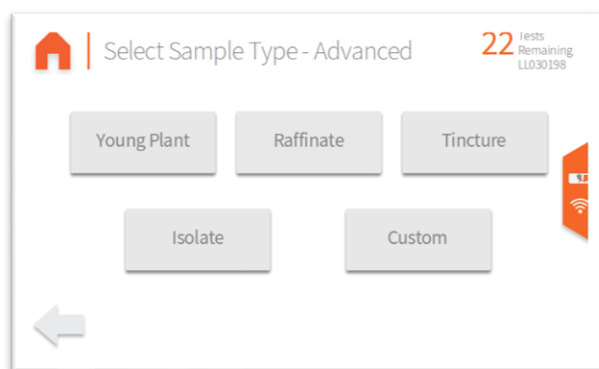 Select Sample Type - Advanced
22 Tests
Remaining
LL030198
Young Plant
Raffinate
Tincture
Isolate
Custom